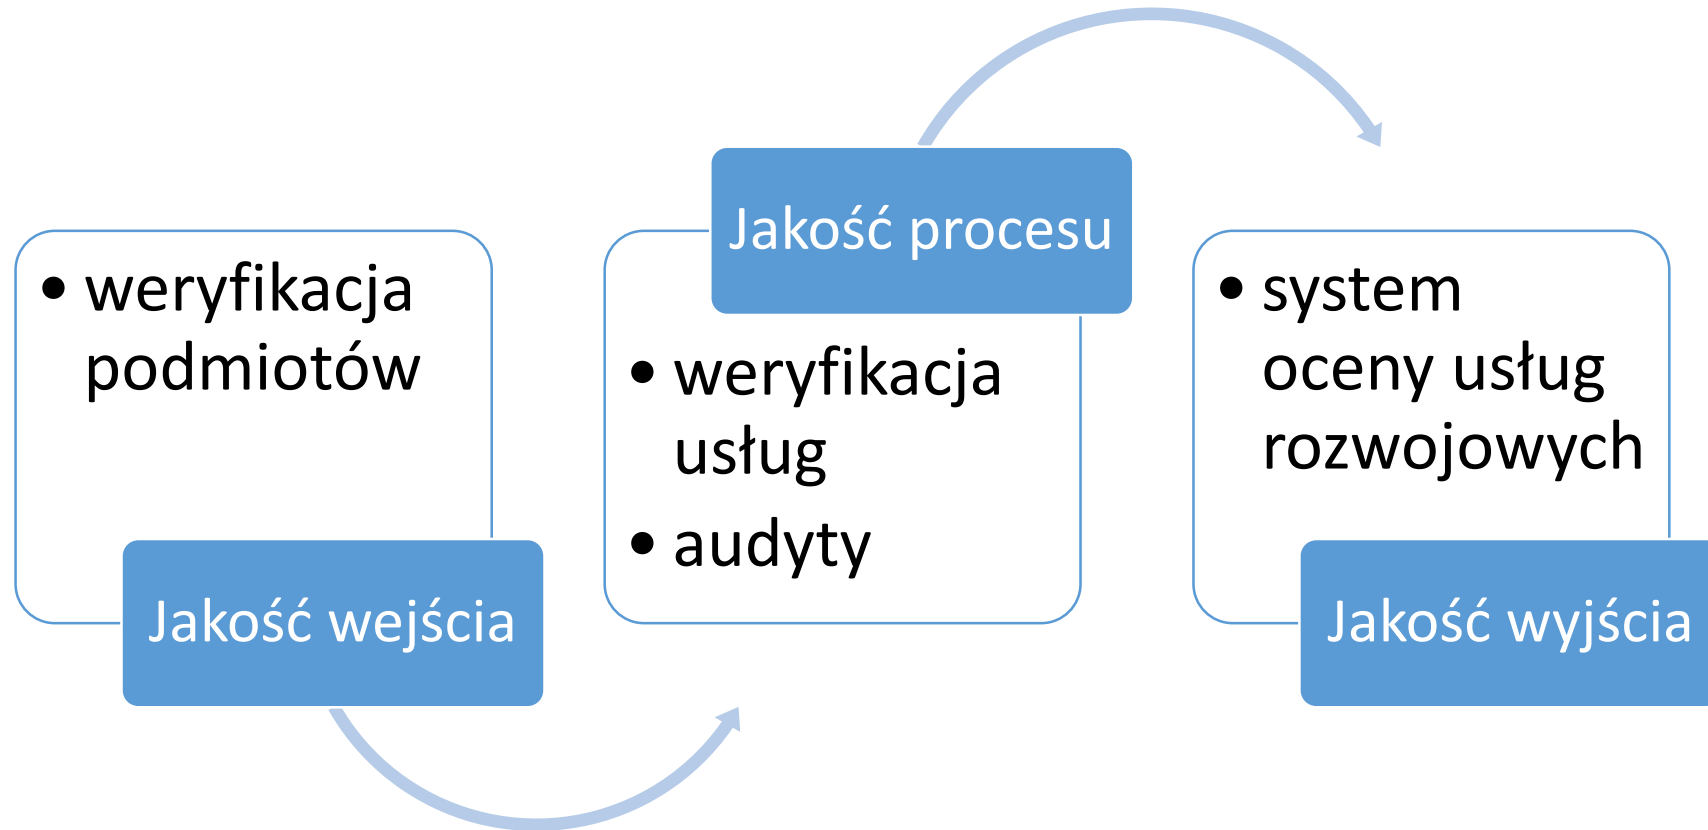 • weryfikacja
podmiotów
Jakość wejścia
Jakość procesu
• weryfikacja
usług
• audyty
• system
oceny usług
rozwojowych
Jakość wyjścia